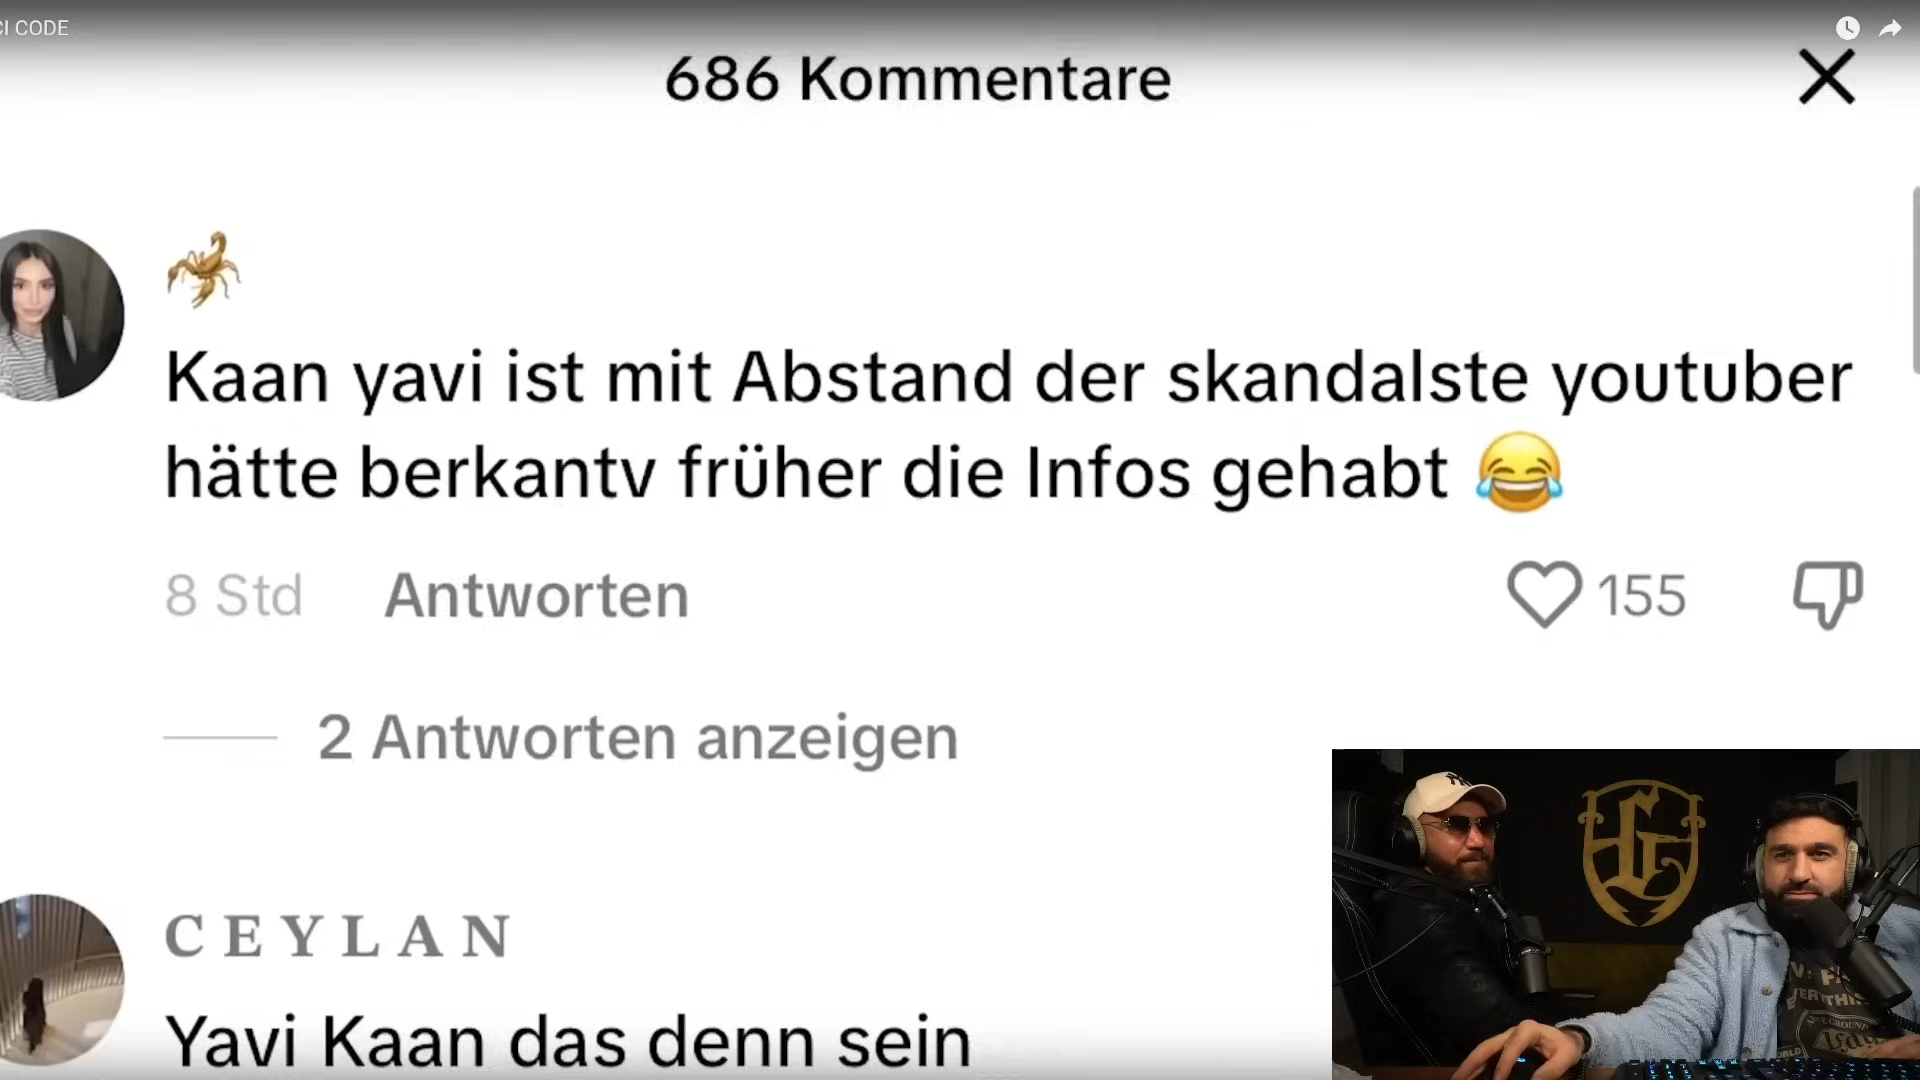 CI CODE
686 Kommentare
Kaan yavi ist mit Abstand der skandalste youtuber
hätte berkantv früher die Infos gehabt 😂
8 Std Antworten
155
2 Antworten anzeigen
CEYLAN
Yavi Kaan das denn sein